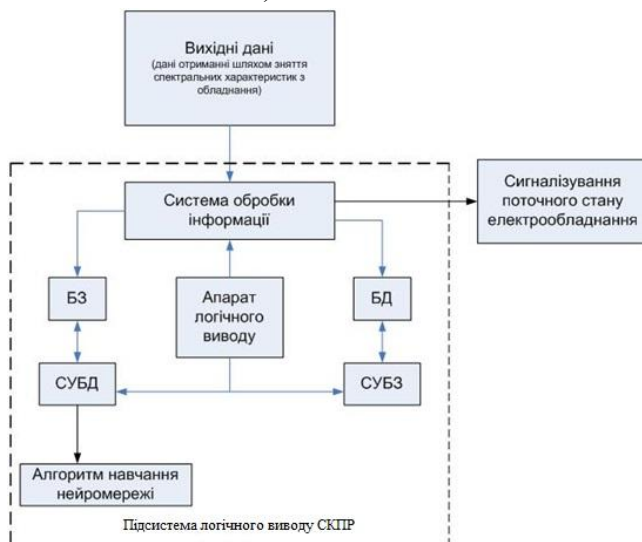 Вихідні дані
(дані отриманні шляхом зняття
спектральних характеристик з
обладнання)
Система обробки
інформації
Сигналізування
поточного стану
електрообладнання
БЗ
Апарат
логічного
виводу
БД
СУБД
СУБЗ
Алгоритм навчання
нейромережі
Підсистема логічного виводу СКПР